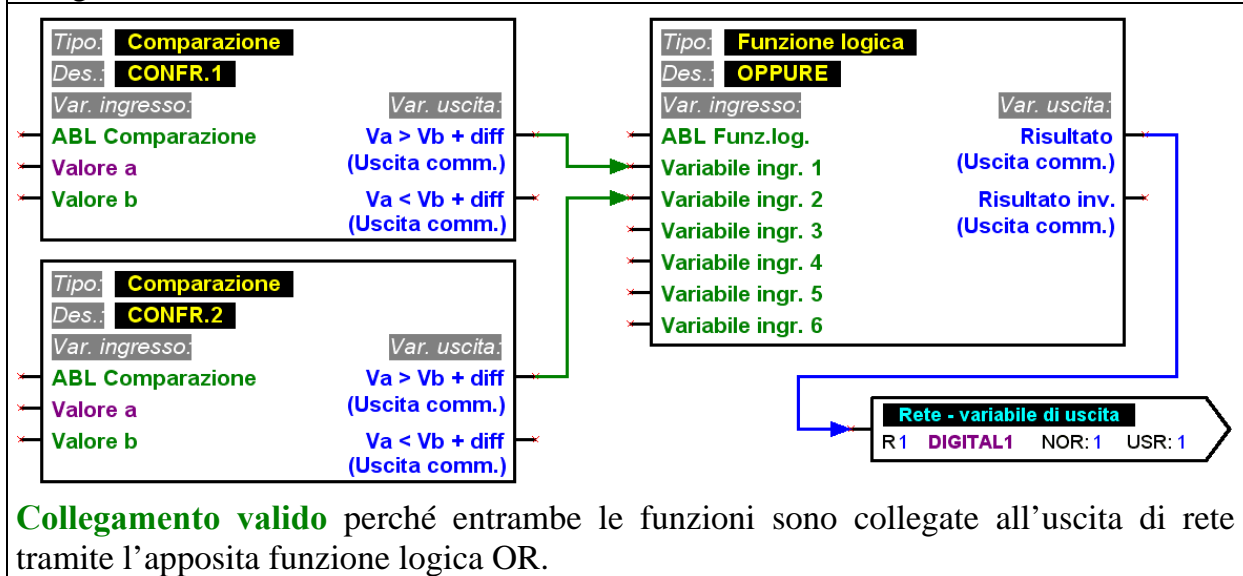 Tipo: Comparazione
Des.: CONFR.1
Var. ingresso: Var. uscita:
ABL Comparazione Va > Vb + diff
Valore a (Uscita comm.)
Valore b Va < Vb + diff
(Uscita comm.)
Tipo: Comparazione
Des.: CONFR.2
Var. ingresso: Var. uscita:
ABL Comparazione Va > Vb + diff
Valore a (Uscita comm.)
Valore b Va < Vb + diff
(Uscita comm.)
Tipo: Funzione logica
Des.: OPPURE
Var. ingresso: Var. uscita:
ABL Funz.log. Risultato
Variabile ingr. 1 (Uscita comm.)
Variabile ingr. 2 Risultato inv.
Variabile ingr. 3 (Uscita comm.)
Variabile ingr. 4
Variabile ingr. 5
Variabile ingr. 6
Rete - variabile di uscita
R1 DIGITAL1 NOR: 1 USR: 1
Collegamento valido perché entrambe le funzioni sono collegate all’uscita di rete
tramite l’apposita funzione logica OR.